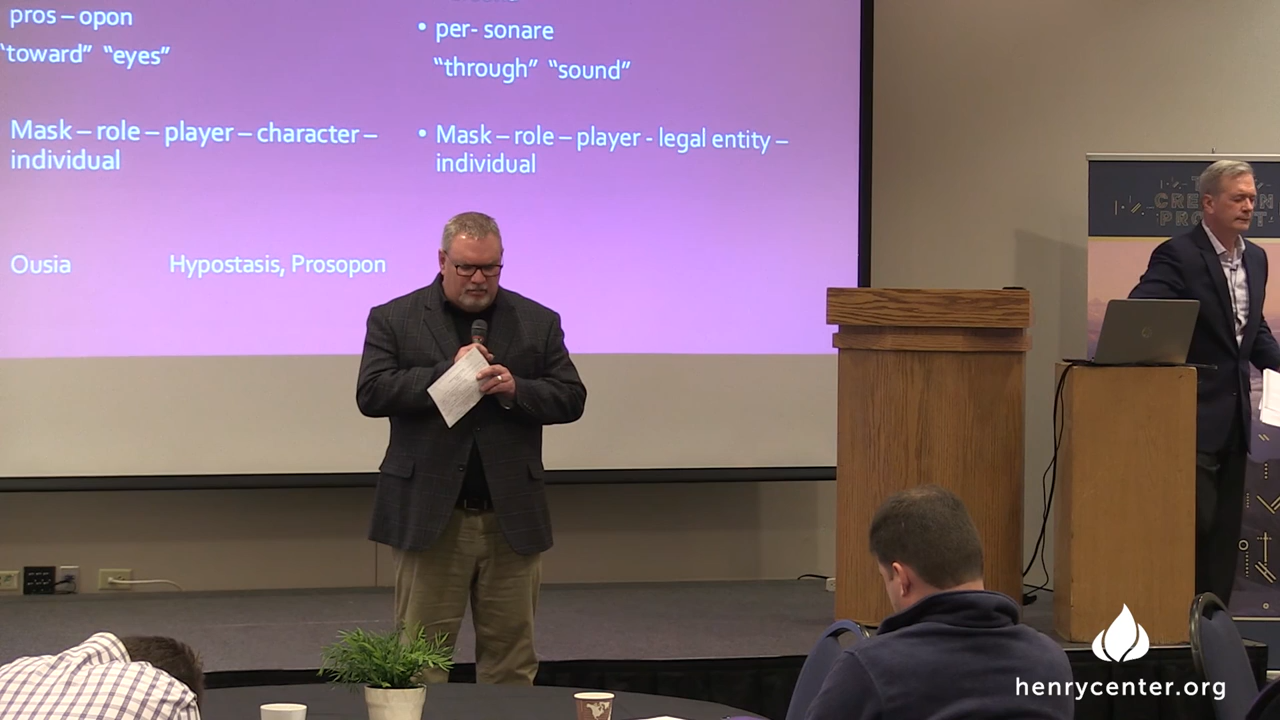 pros – opon
“toward” “eyes”
Mask – role – player – character –
individual
Ousia Hypostasis, Prosopon
• per- sonare
“through” “sound”
• Mask – role – player - legal entity –
individual
henrycenter.org